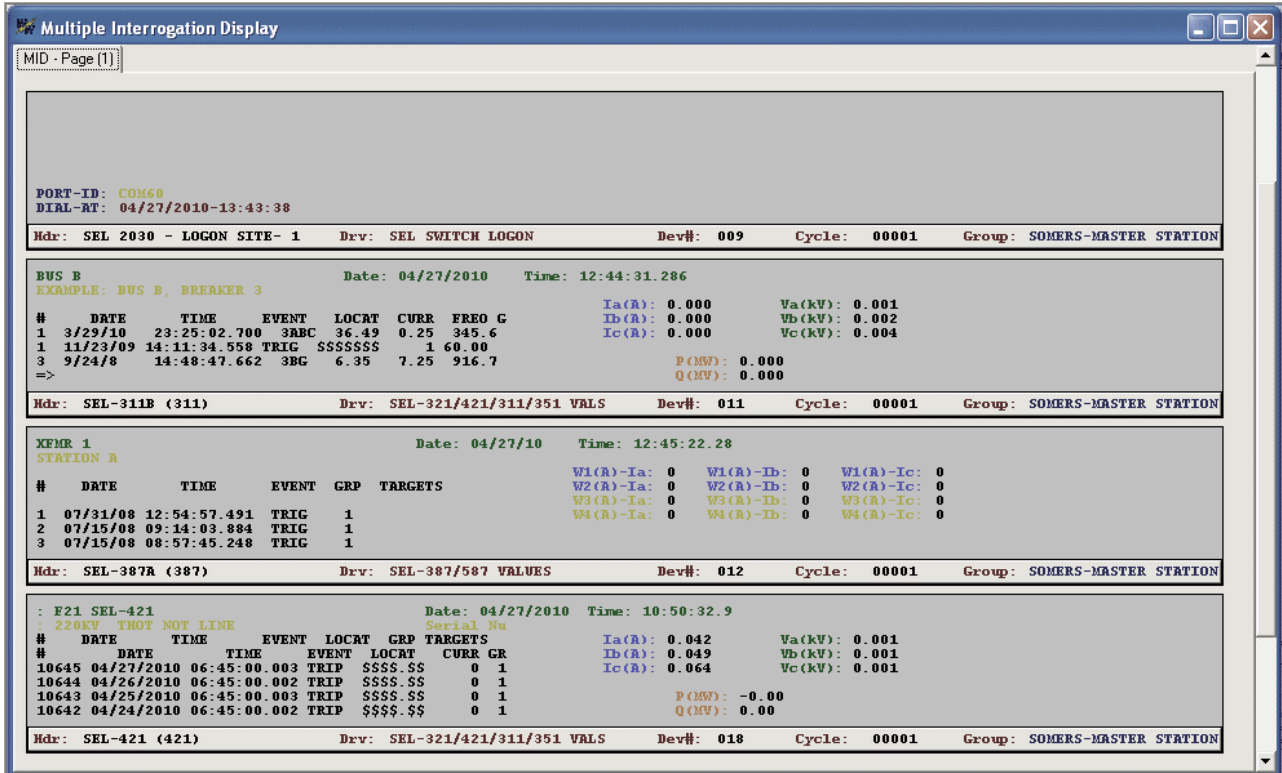 Multiple Interrogation Display
MID - Page (1)
PORT-ID: COM60
DIAL-AT: 04/27/2010-13:43:38
Hdr: SEL 2030 - LOGON SITE- 1 Drv: SEL SWITCH LOGON Dev#: 009 Cycle: 00001 Group: SOMERS-MASTER STATION
BUS B Date: 04/27/2010 Time: 12:44:31.286
EXAMPLE: BUS B, BREAKER 3
Ia(A): 0.000 Va(kV): 0.001
# DATE TIME EVENT LOCAT CURR FREQ G Ib(A): 0.000 Vb(kV): 0.002
1 3/29/10 23:25:02.700 3ABC 36.49 0.25 345.6 Ic(A): 0.000 Vc(kV): 0.004
1 11/23/09 14:11:34.558 TRIG $$$$$$$ 1 60.00
3 9/24/8 14:48:47.662 3BG 6.35 7.25 916.7 P(MW): 0.000
=> Q(MV): 0.000
Hdr: SEL-311B (311) Drv: SEL-321/421/311/351 VALS Dev#: 011 Cycle: 00001 Group: SOMERS-MASTER STATION
XFMR 1 Date: 04/27/10 Time: 12:45:22.28
STATION A
W1(A)-Ia: 0 W1(A)-Ib: 0 W1(A)-Ic: 0
# DATE TIME EVENT GRP TARGETS W2(A)-Ia: 0 W2(A)-Ib: 0 W2(A)-Ic: 0
W3(A)-Ia: 0 W3(A)-Ib: 0 W3(A)-Ic: 0
1 07/31/08 12:54:57.491 TRIG 1 W4(A)-Ia: 0 W4(A)-Ib: 0 W4(A)-Ic: 0
2 07/15/08 09:14:03.884 TRIG 1
3 07/15/08 08:57:45.248 TRIG 1
Hdr: SEL-387A (387) Drv: SEL-387/587 VALUES Dev#: 012 Cycle: 00001 Group: SOMERS-MASTER STATION
: F21 SEL-421 Date: 04/27/2010 Time: 10:50:32.9
: 220KV THOT NOT LINE Serial Nu
# DATE TIME EVENT LOCAT GRP TARGETS Ia(A): 0.042 Va(kV): 0.001
# DATE TIME EVENT LOCAT CURR GR Ib(A): 0.049 Vb(kV): 0.001
10645 04/27/2010 06:45:00.003 TRIP $$$$.$$ 0 1 Ic(A): 0.064 Vc(kV): 0.001
10644 04/26/2010 06:45:00.002 TRIP $$$$.$$ 0 1
10643 04/25/2010 06:45:00.003 TRIP $$$$.$$ 0 1 P(MW): -0.00
10642 04/24/2010 06:45:00.002 TRIP $$$$.$$ 0 1 Q(MV): 0.00
Hdr: SEL-421 (421) Drv: SEL-321/421/311/351 VALS Dev#: 018 Cycle: 00001 Group: SOMERS-MASTER STATION